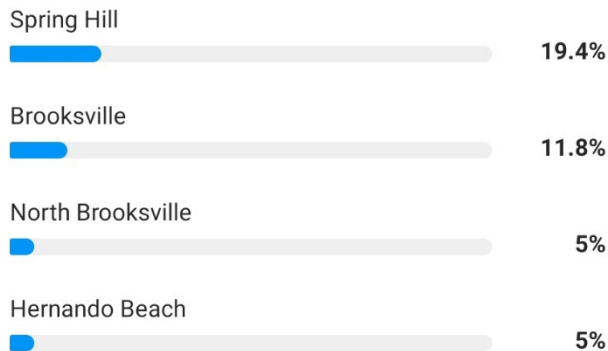 Spring Hill
19.4%
Brooksville
11.8%
North Brooksville
5%
Hernando Beach
5%